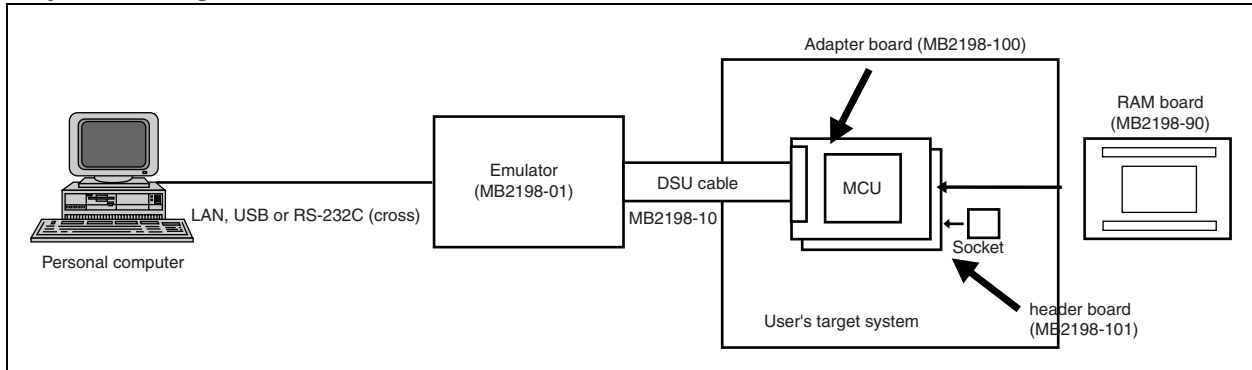 Adapter board (MB2198-100)
RAM board
(MB2198-90)
Emulator
(MB2198-01)
DSU cable
MCU
LAN, USB or RS-232C (cross)
MB2198-10
Socket
Personal computer
User's target system
header board
(MB2198-101)